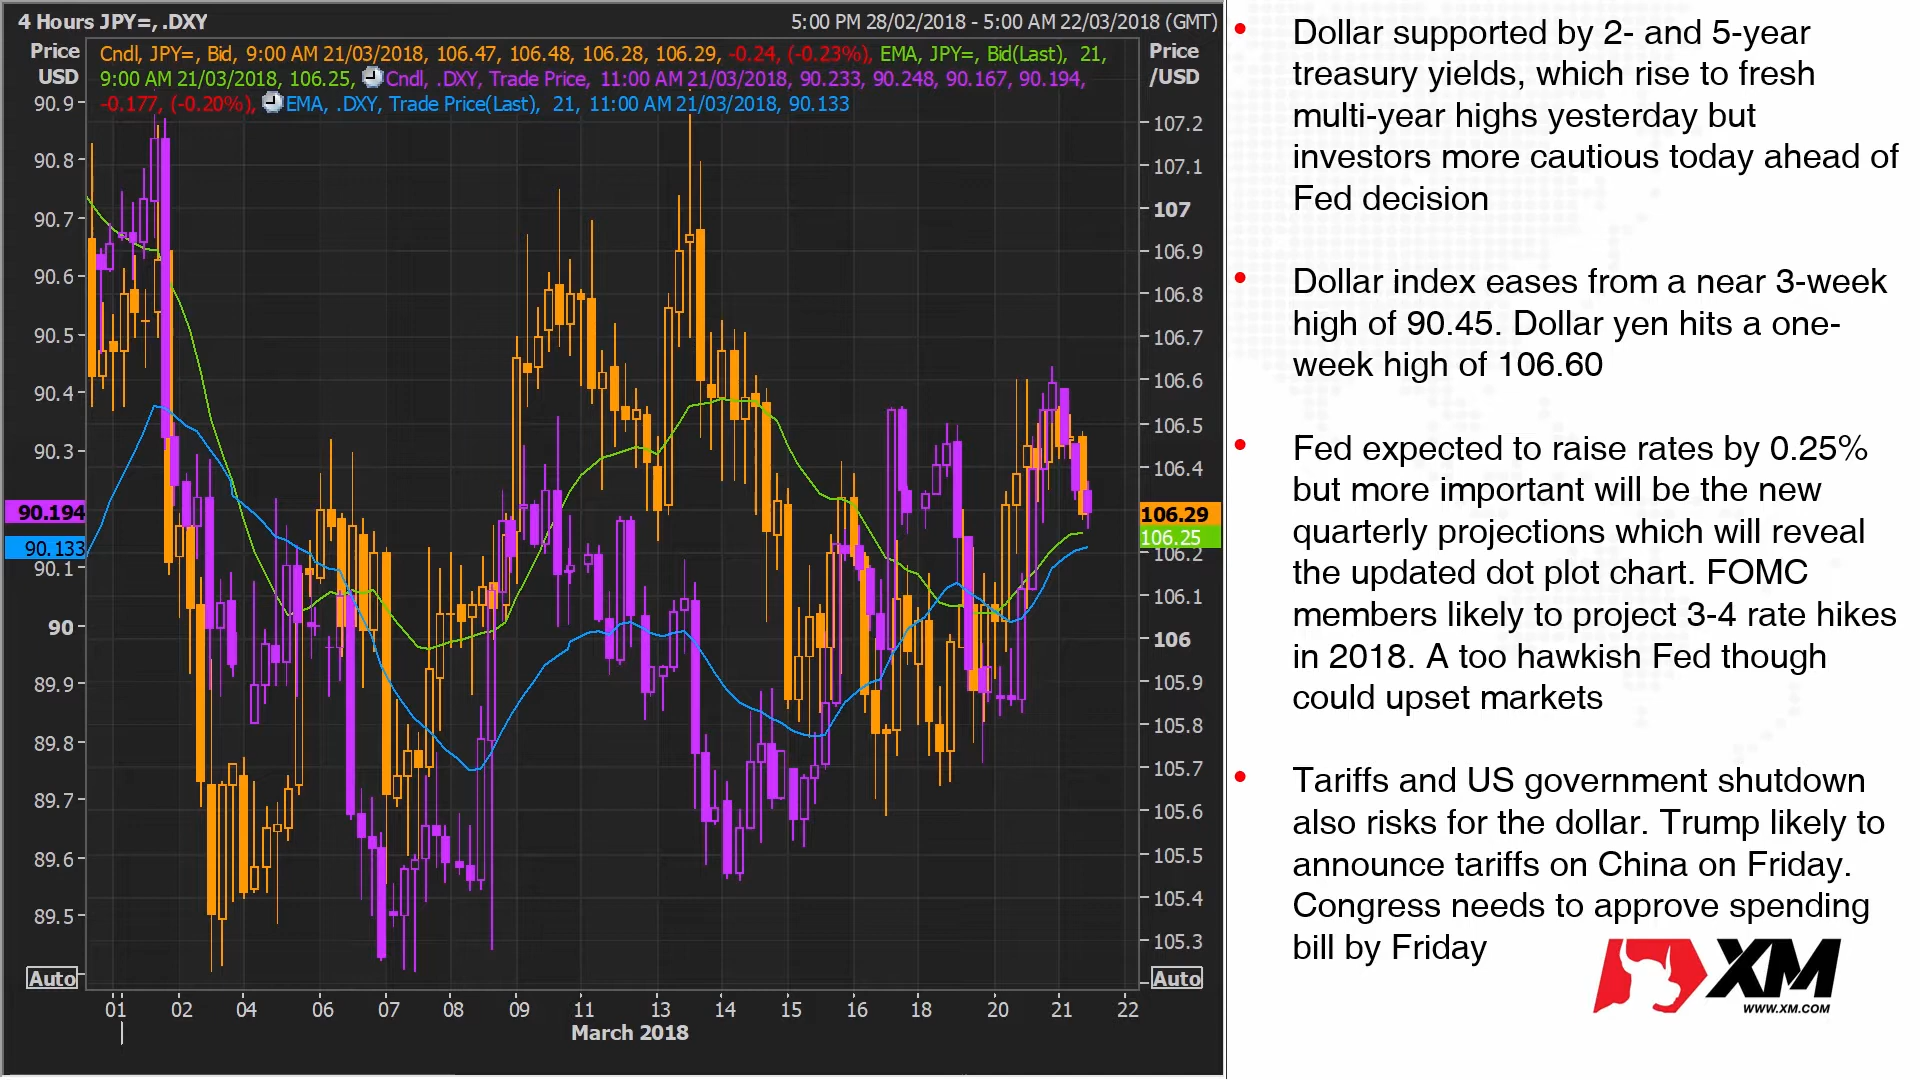 4 Hours JPY=, .DXY
5:00 PM 28/02/2018 - 5:00 AM 22/03/2018 (GMT)
Price
USD
Cndl, JPY=, Bid, 9:00 AM 21/03/2018, 106.47, 106.48, 106.28, 106.29, -0.24, (-0.23%), EMA, JPY=, Bid(Last), 21,
9:00 AM 21/03/2018, 106.25, Cndl, .DXY, Trade Price, 11:00 AM 21/03/2018, 90.233, 90.248, 90.167, 90.194,
-0.177, (-0.20%), EMA, .DXY, Trade Price(Last), 21, 11:00 AM 21/03/2018, 90.133
Price
/USD
90.9
90.8
90.7
90.6
90.5
90.4
90.3
90.194
90.133
90.1
90
89.9
89.8
89.7
89.6
89.5
Auto
107.2
107.1
107
106.9
106.8
106.7
106.6
106.5
106.4
106.29
106.25
106.2
106.1
106
105.9
105.8
105.7
105.6
105.5
105.4
105.3
Auto
01 02 04 06 07 08 09 11 13 14 15 16 18 20 21 22
March 2018
• Dollar supported by 2- and 5-year
treasury yields, which rise to fresh
multi-year highs yesterday but
investors more cautious today ahead of
Fed decision
• Dollar index eases from a near 3-week
high of 90.45. Dollar yen hits a one-
week high of 106.60
• Fed expected to raise rates by 0.25%
but more important will be the new
quarterly projections which will reveal
the updated dot plot chart. FOMC
members likely to project 3-4 rate hikes
in 2018. A too hawkish Fed though
could upset markets
• Tariffs and US government shutdown
also risks for the dollar. Trump likely to
announce tariffs on China on Friday.
Congress needs to approve spending
bill by Friday
XM
WWW.XM.COM